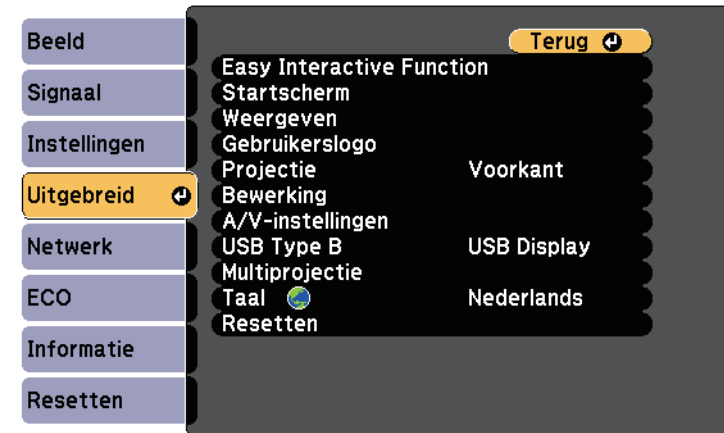 Beeld
Signaal
Instellingen
Uitgebreid
Netwerk
ECO
Informatie
Resetten
Terug
Easy Interactive Function
Startscherm
Weergeven
Gebruikerslogo
Projectie Voorkant
Bewerking
A/V-instellingen
USB Type B USB Display
Multiprojectie
Taal Nederlands
Resetten